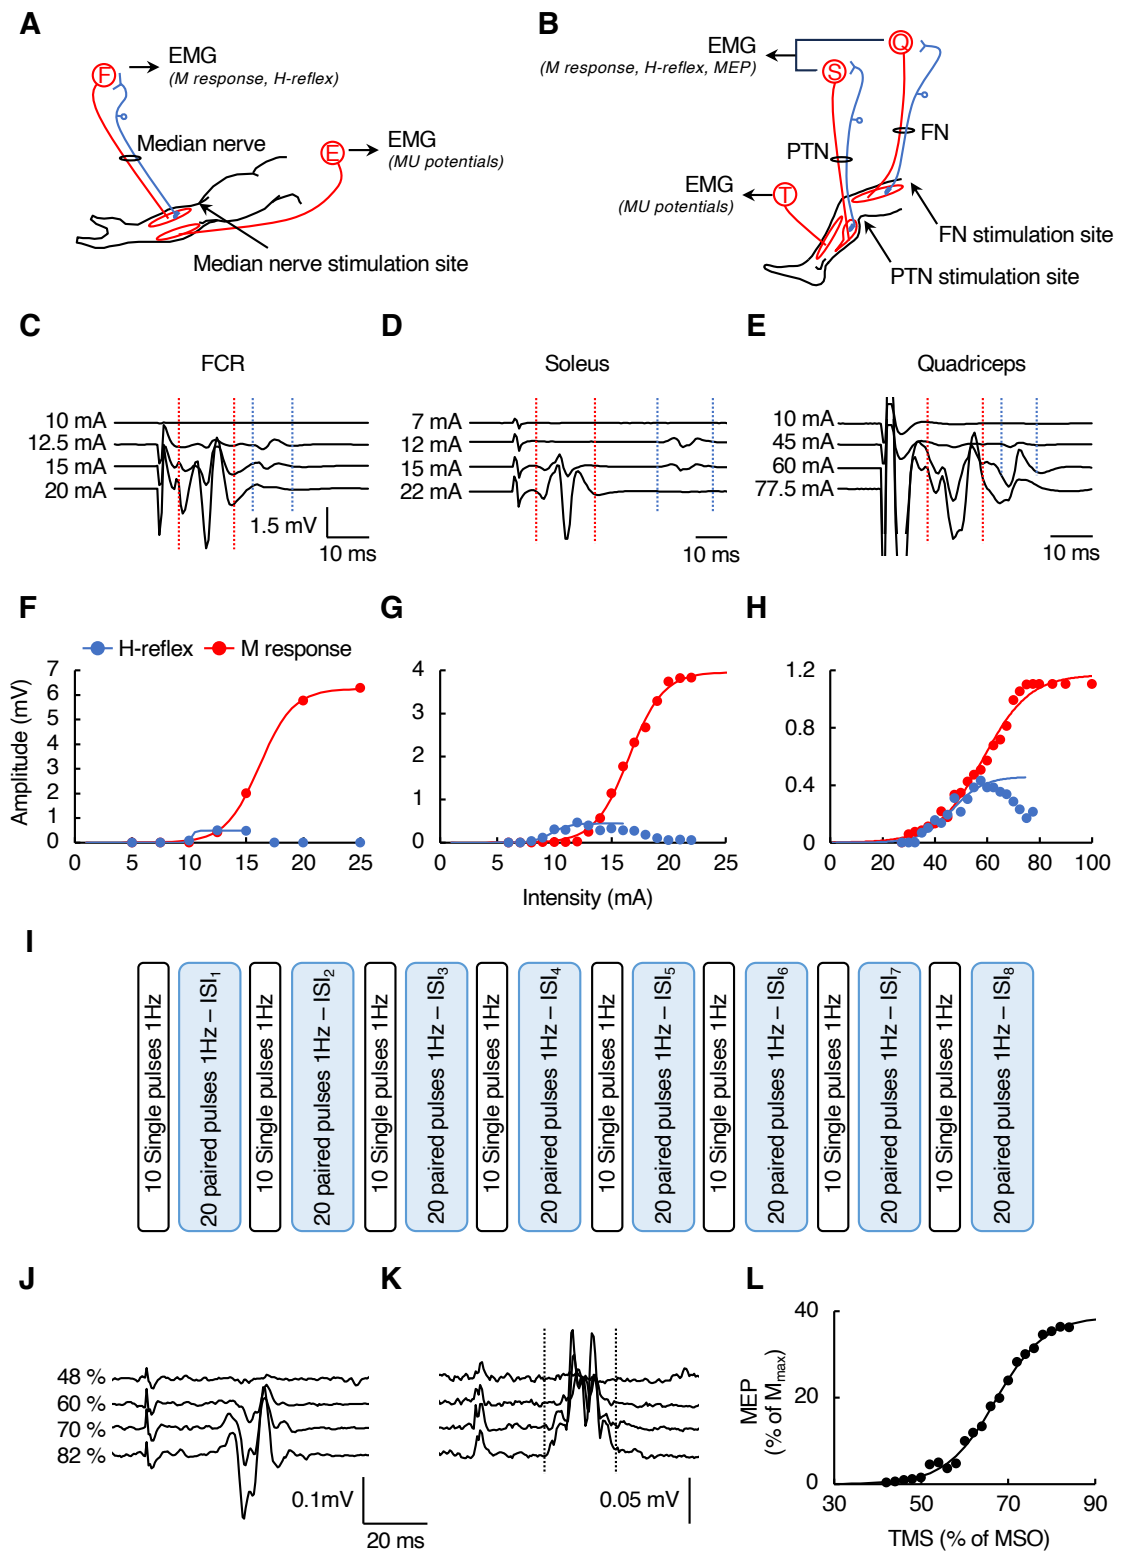 A
EMG
(M response, H-reflex)
F
Median nerve
E
EMG
(MU potentials)
Median nerve stimulation site
B
EMG
(M response, H-reflex, MEP)
Q
S
FN
PTN
EMG
(MU potentials)
T
FN stimulation site
PTN stimulation site
C
FCR
10 mA
12.5 mA
15 mA
20 mA
1.5 mV
10 ms
D
Soleus
7 mA
12 mA
15 mA
22 mA
10 ms
E
Quadriceps
10 mA
45 mA
60 mA
77.5 mA
10 ms
F
H-reflex
M response
Amplitude (mV)
7
6
5
4
3
2
1
0
0 5 10 15 20 25
G
4
3
2
1
0
0 5 10 15 20 25
Intensity (mA)
H
1.2
0.8
0.4
0
0 20 40 60 80 100
I
10 Single pulses 1Hz
20 paired pulses 1Hz – ISI1
10 Single pulses 1Hz
20 paired pulses 1Hz – ISI2
10 Single pulses 1Hz
20 paired pulses 1Hz – ISI3
10 Single pulses 1Hz
20 paired pulses 1Hz – ISI4
10 Single pulses 1Hz
20 paired pulses 1Hz – ISI5
10 Single pulses 1Hz
20 paired pulses 1Hz – ISI6
10 Single pulses 1Hz
20 paired pulses 1Hz – ISI7
10 Single pulses 1Hz
20 paired pulses 1Hz – ISI8
J
48 %
60 %
70 %
82 %
0.1mV
20 ms
K
0.05 mV
L
MEP
(% of Mmax)
40
20
0
30 50 70 90
TMS (% of MSO)